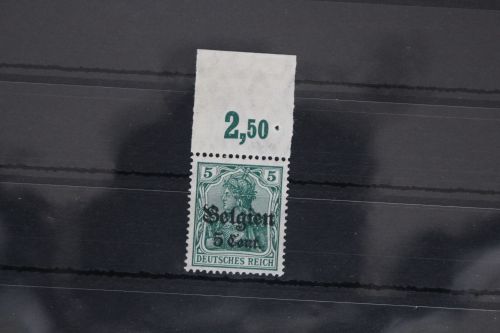 2,50
5 5
Belgien
5 Cent.
DEUTSCHES REICH